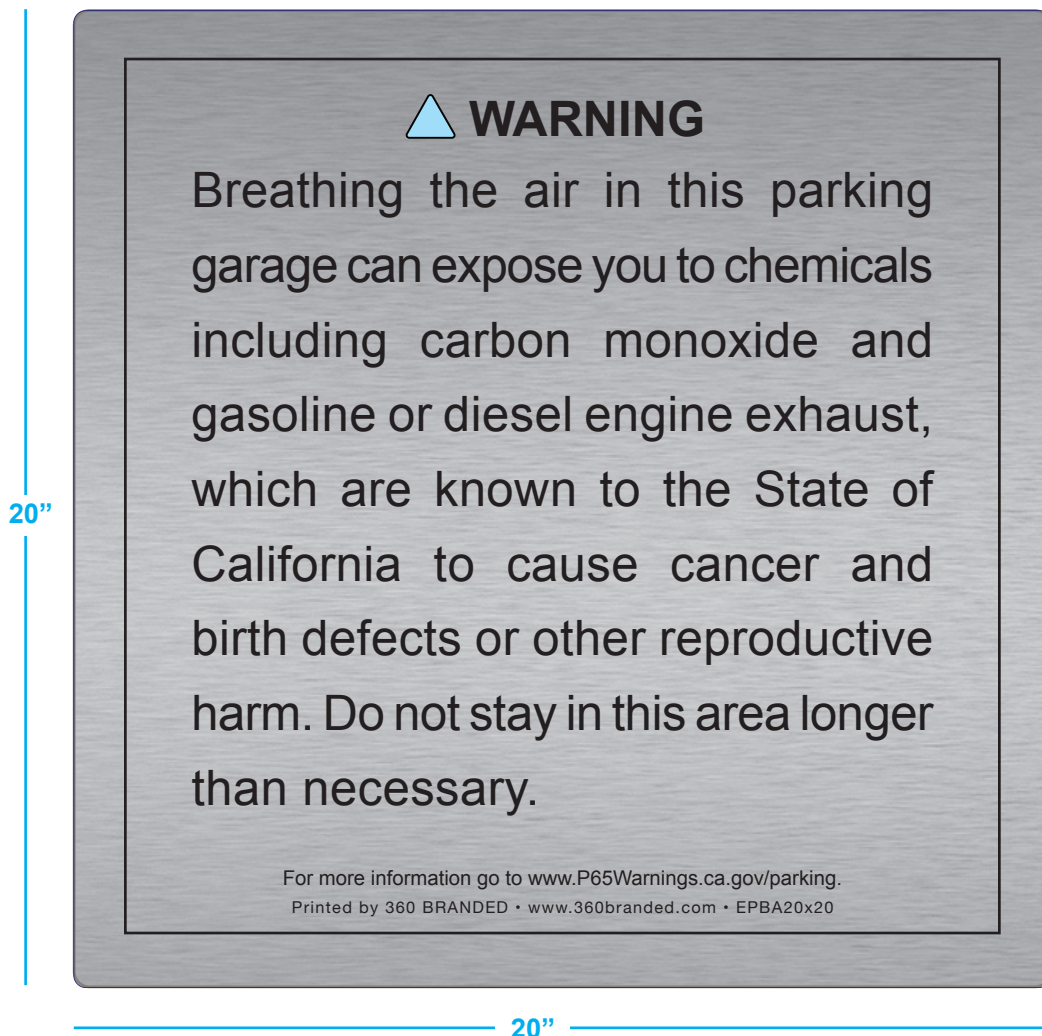 WARNING
Breathing the air in this parking
garage can expose you to chemicals
including carbon monoxide and
gasoline or diesel engine exhaust,
which are known to the State of
California to cause cancer and
birth defects or other reproductive
harm. Do not stay in this area longer
than necessary.
For more information go to www.P65Warnings.ca.gov/parking.
Printed by 360 BRANDED • www.360branded.com • EPBA20x20
20”
20”